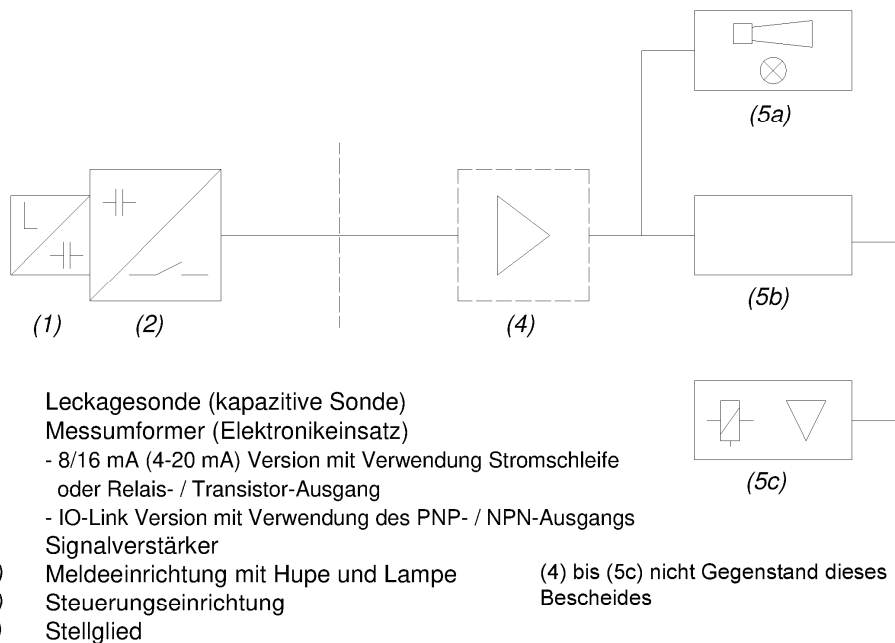 (5a)
(5b)
(1) (2) (4)
(5c)
Leckagesonde (kapazitive Sonde)
Messumformer (Elektronikeinsatz)
- 8/16 mA (4-20 mA) Version mit Verwendung Stromschleife
oder Relais- / Transistor-Ausgang
- IO-Link Version mit Verwendung des PNP- / NPN-Ausgangs
Signalverstärker
) Meldeeinrichtung mit Hupe und Lampe
) Steuerungseinrichtung
) Stellglied
(4) bis (5c) nicht Gegenstand dieses
Bescheides